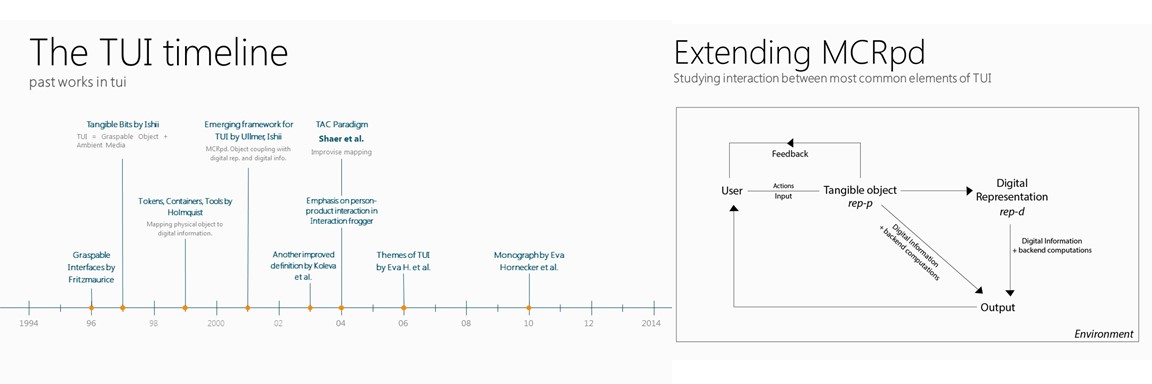 The TUI timeline
past works in tui
Tangible Bits by Ishii
TUI = Graspable Object +
Ambient Media
Emerging framework for
TUI by Ullmer, Ishii
MCRpd. Object coupling with
digital rep. and digital info.
TAC Paradigm
Shaer et al.
Improvise mapping
Tokens, Containers, Tools by
Holmquist
Mapping physical object to
digital information.
Emphasis on person-
product interaction in
Interaction frogger
Graspable
Interfaces by
Fritzmaurice
Another improved
definition by Koleva
et al.
Themes of TUI
by Eva H. et al.
Monograph by Eva
Hornecker et al.
1994 96 98 2000 02 04 06 08 10 12 2014
Extending MCRpd
Studying interaction between most common elements of TUI
Feedback
User
Actions
Input
Tangible object
rep-p
Digital
Representation
rep-d
Digital Information
+ backend computations
Digital Information
+ backend computations
Output
Environment